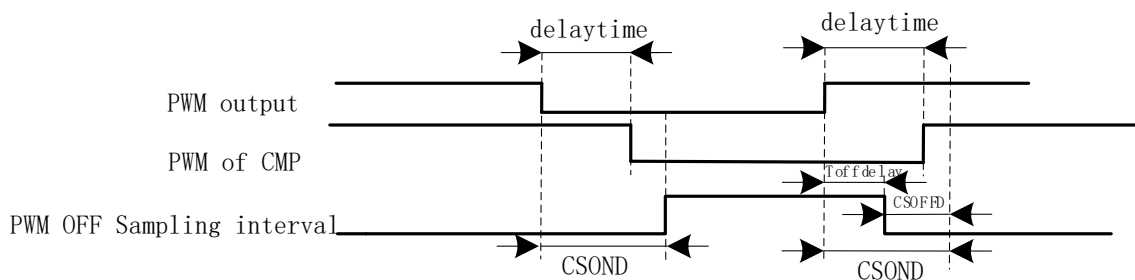 delaytime
delaytime
PWM output
PWM of CMP
Toffdelay
CSOFFD
PWM OFF Sampling interval
CSOND
CSOND